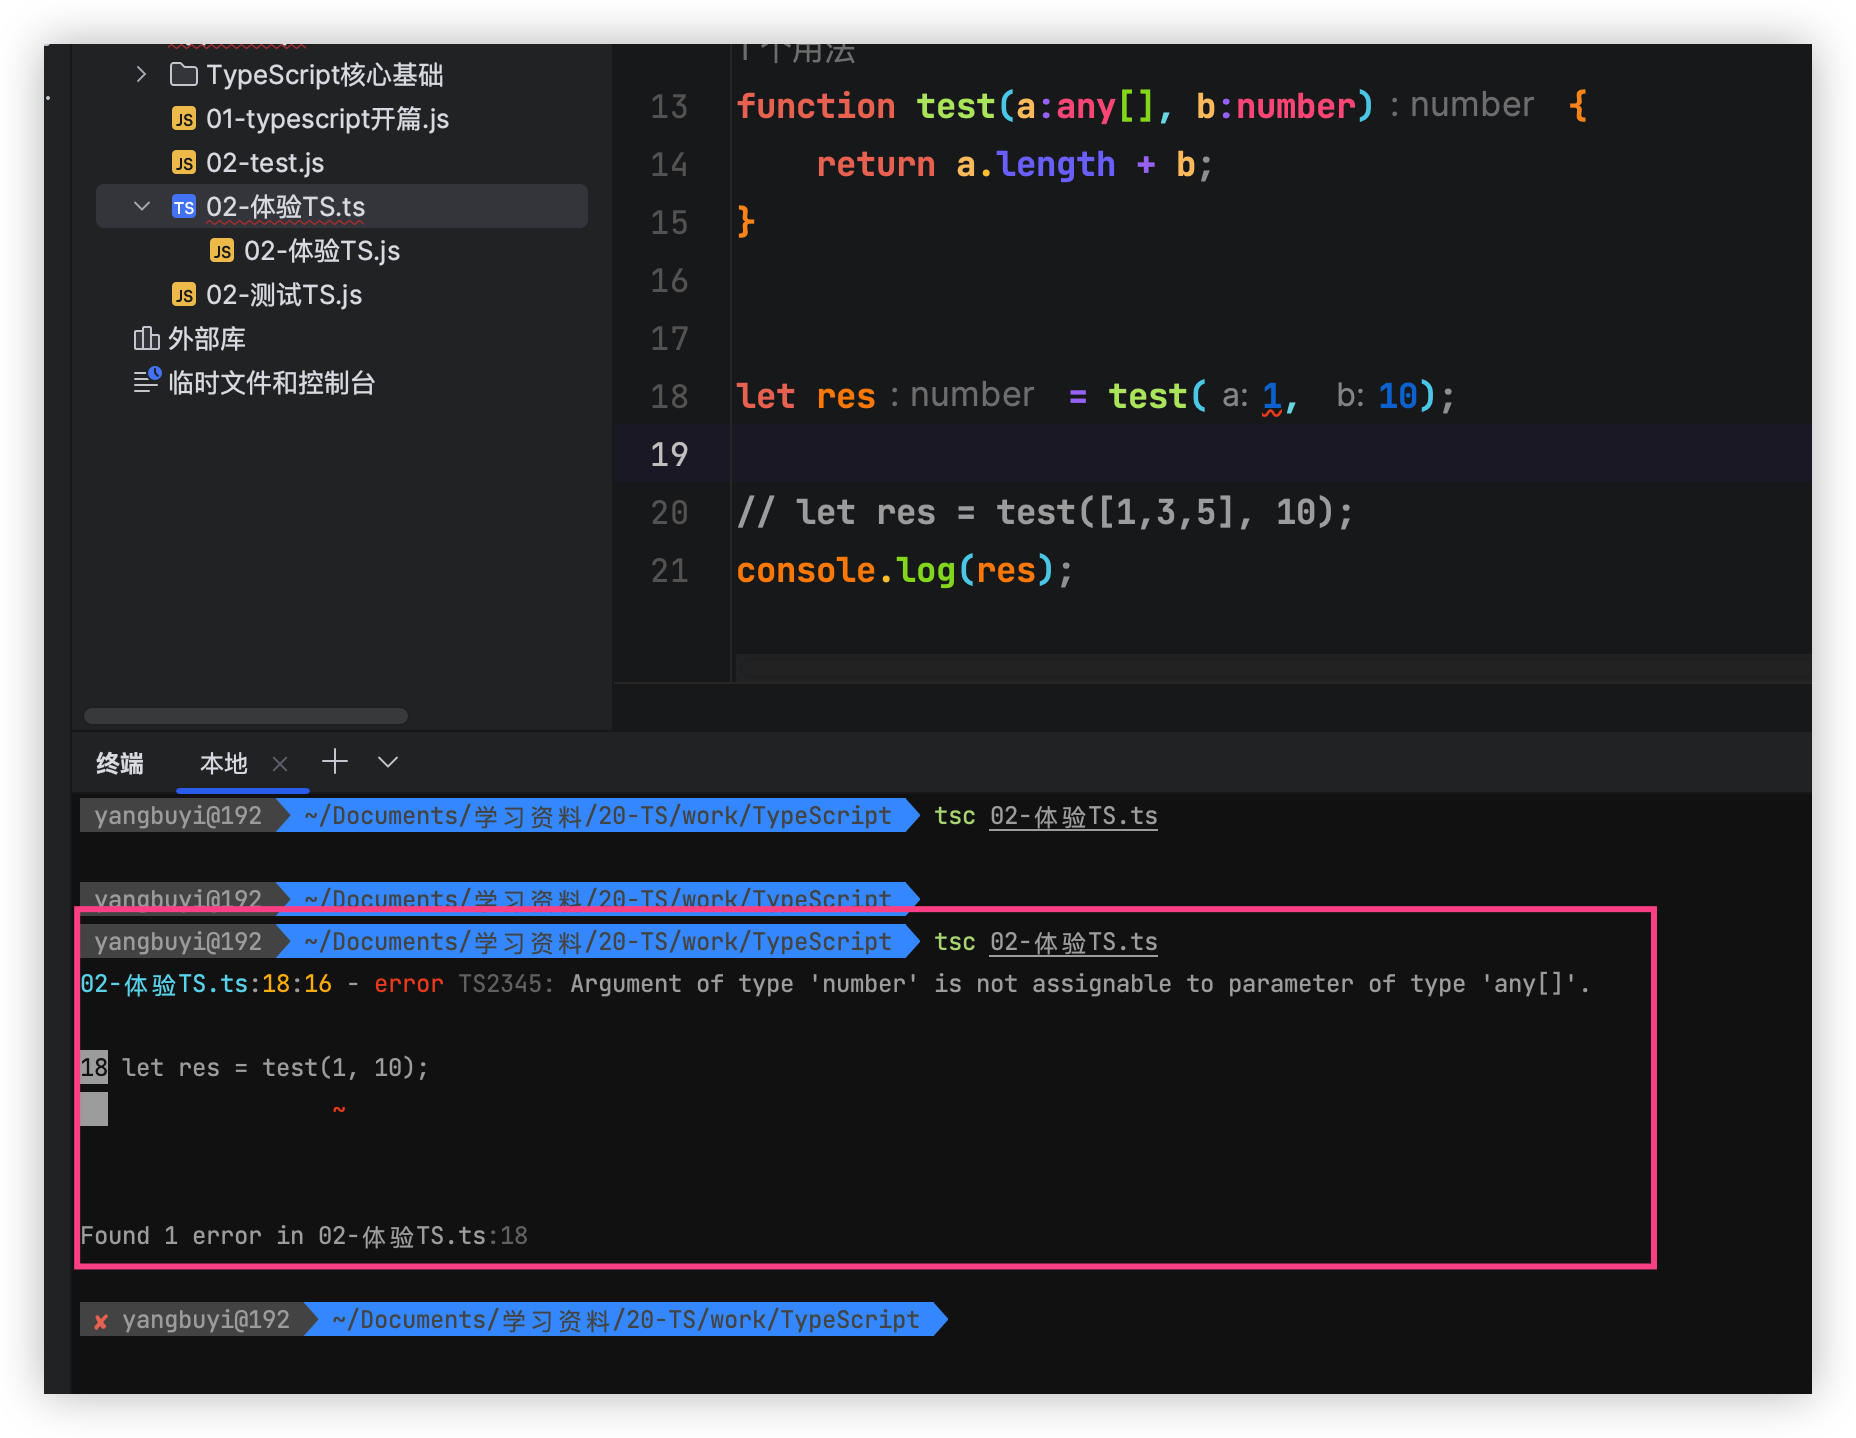 TypeScript核心基础
01-typescript开篇.js
02-test.js
02-体验TS.ts
02-体验TS.js
02-测试TS.js
外部库
临时文件和控制台
1 个用法
13 function test(a:any[], b:number) : number {
14 return a.length + b;
15 }
16
17
18 let res : number = test( a: 1, b: 10);
19
20 // let res = test([1,3,5], 10);
21 console.log(res);
终端 本地
yangbuyi@192 ~/Documents/学习资料/20-TS/work/TypeScript tsc 02-体验TS.ts
yangbuyi@192 ~/Documents/学习资料/20-TS/work/TypeScript
yangbuyi@192 ~/Documents/学习资料/20-TS/work/TypeScript tsc 02-体验TS.ts
02-体验TS.ts:18:16 - error TS2345: Argument of type 'number' is not assignable to parameter of type 'any[]'.
18 let res = test(1, 10);
~
Found 1 error in 02-体验TS.ts:18
✘ yangbuyi@192 ~/Documents/学习资料/20-TS/work/TypeScript